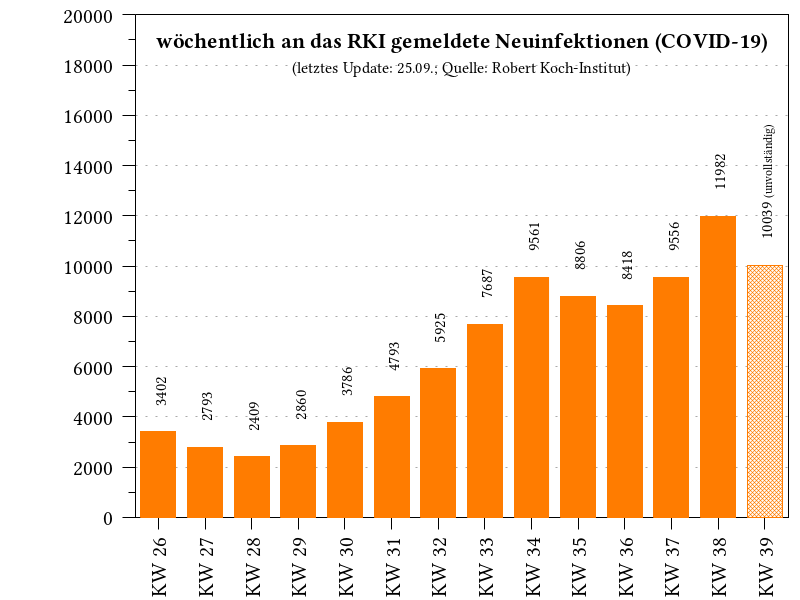 wöchentlich an das RKI gemeldete Neuinfektionen (COVID-19)
(letztes Update: 25.09.; Quelle: Robert Koch-Institut)
20000
18000
16000
14000
12000
10000
8000
6000
4000
2000
0
3402
2793
2409
2860
3786
4793
5925
7687
9561
8806
8418
9556
11982
10039 (unvollständig)
KW 26
KW 27
KW 28
KW 29
KW 30
KW 31
KW 32
KW 33
KW 34
KW 35
KW 36
KW 37
KW 38
KW 39